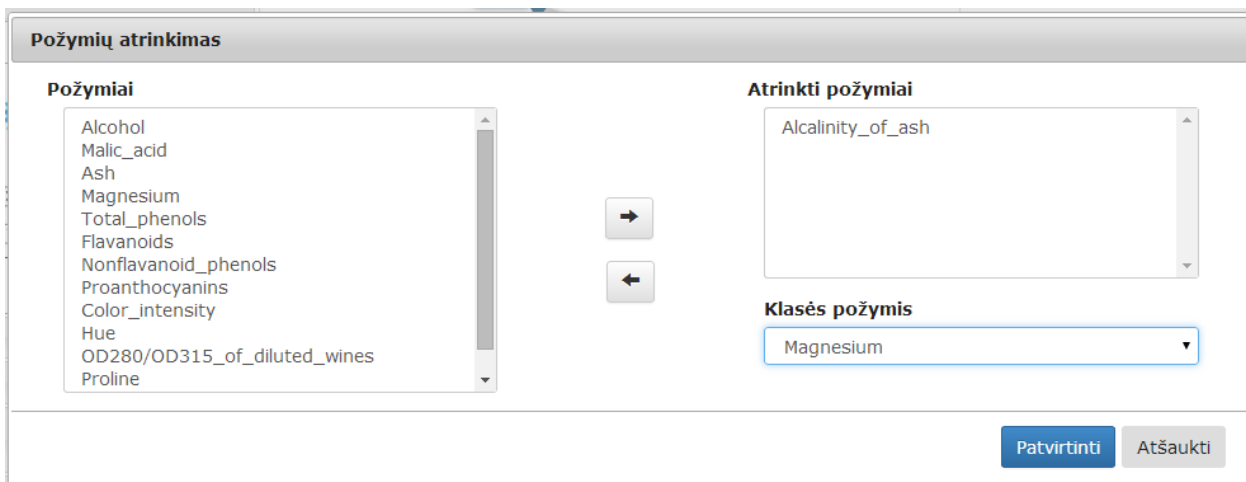 Požymių atrinkimas
Požymiai
Alcohol
Malic_acid
Ash
Magnesium
Total_phenols
Flavanoids
Nonflavanoid_phenols
Proanthocyanins
Color_intensity
Hue
OD280/OD315_of_diluted_wines
Proline
Atrinkti požymiai
Alcalinity_of_ash
Klasės požymis
Magnesium
Patvirtinti
Atšaukti